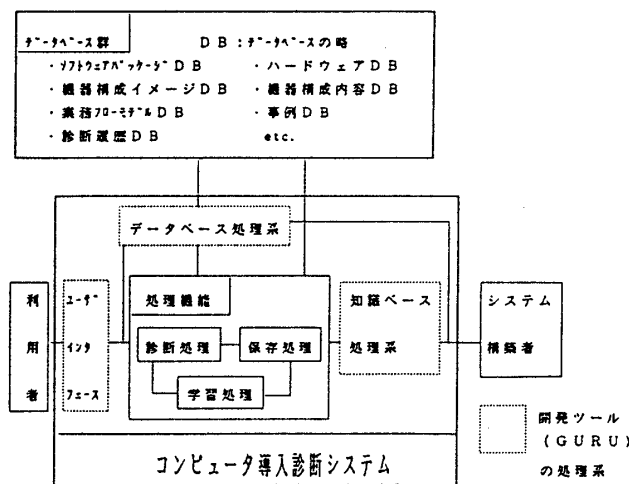 データベース群
DB:データベースの略
・ソフトウェアパッケージDB ・ハードウェアDB
・機器構成イメージDB ・機器構成内容DB
・業務フローモデルDB ・事例DB
・診断履歴DB etc.
データベース処理系
利用者
ユーザインタフェース
処理機能
診断処理
保存処理
学習処理
知識ベース
処理系
システム
構築者
コンピュータ導入診断システム
開発ツール
(GURU)
の処理系